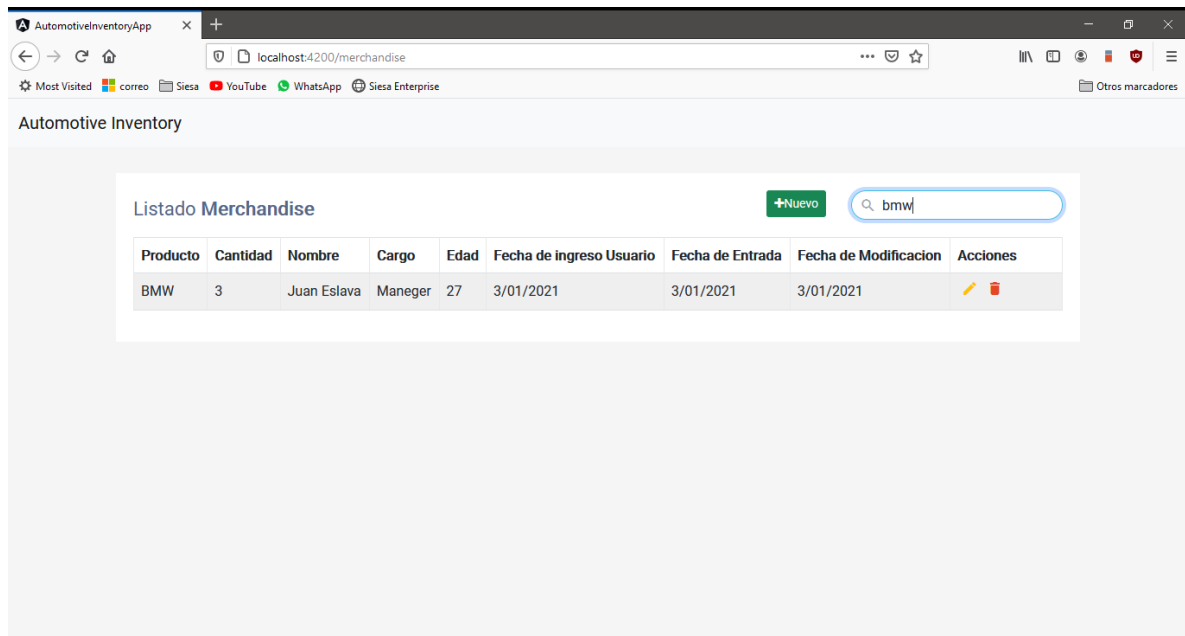 AutomotiveInventoryApp
localhost:4200/merchandise
Most Visited correo Siesa YouTube WhatsApp Siesa Enterprise Otros marcadores
Automotive Inventory
Listado Merchandise
+Nuevo
bmw
Producto Cantidad Nombre Cargo Edad Fecha de ingreso Usuario Fecha de Entrada Fecha de Modificacion Acciones
BMW 3 Juan Eslava Maneger 27 3/01/2021 3/01/2021 3/01/2021